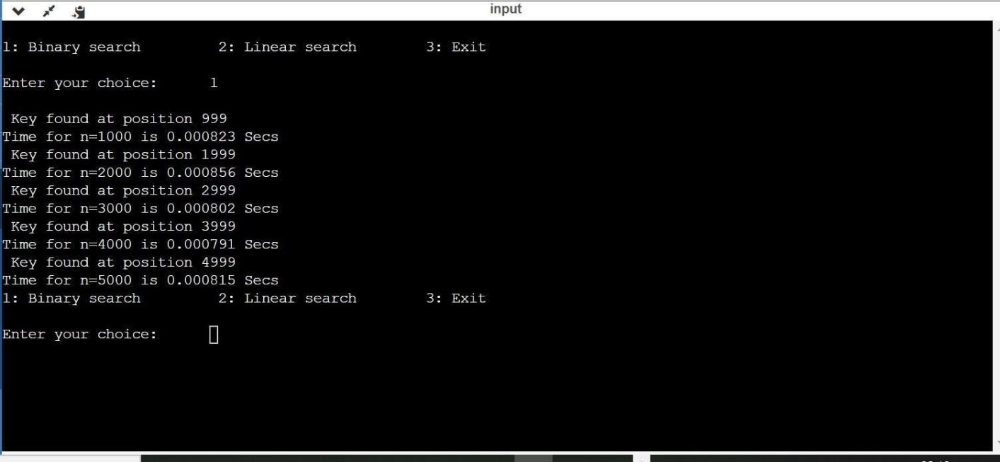 input
1: Binary search 2: Linear search 3: Exit
Enter your choice: 1
Key found at position 999
Time for n=1000 is 0.000823 Secs
Key found at position 1999
Time for n=2000 is 0.000856 Secs
Key found at position 2999
Time for n=3000 is 0.000802 Secs
Key found at position 3999
Time for n=4000 is 0.000791 Secs
Key found at position 4999
Time for n=5000 is 0.000815 Secs
1: Binary search 2: Linear search 3: Exit
Enter your choice: